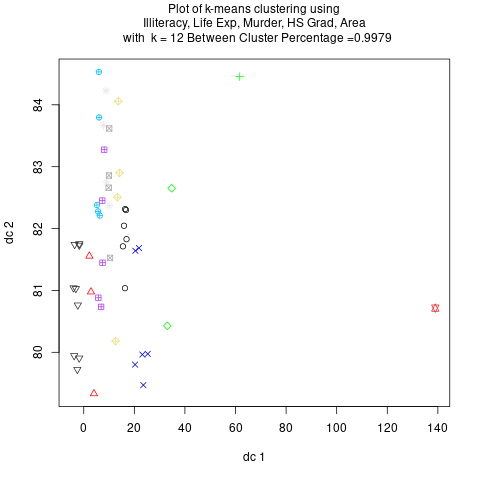 Plot of k-means clustering using
Illiteracy, Life Exp, Murder, HS Grad, Area
with k = 12 Between Cluster Percentage =0.9979
84
83
82
81
80
dc 2
0 20 40 60 80 100 120 140
dc 1